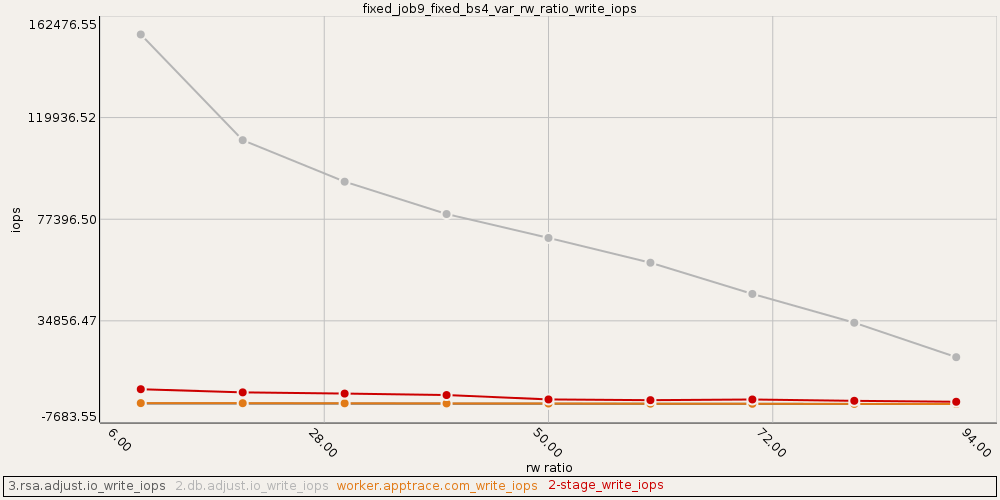 fixed_job9_fixed_bs4_var_rw_ratio_write_iops
162476.55
119936.52
77396.50
34856.47
-7683.55
iops
6.00
28.00
50.00
72.00
94.00
rw ratio
3.rsa.adjust.io_write_iops 2.db.adjust.io_write_iops worker.apptrace.com_write_iops 2-stage_write_iops